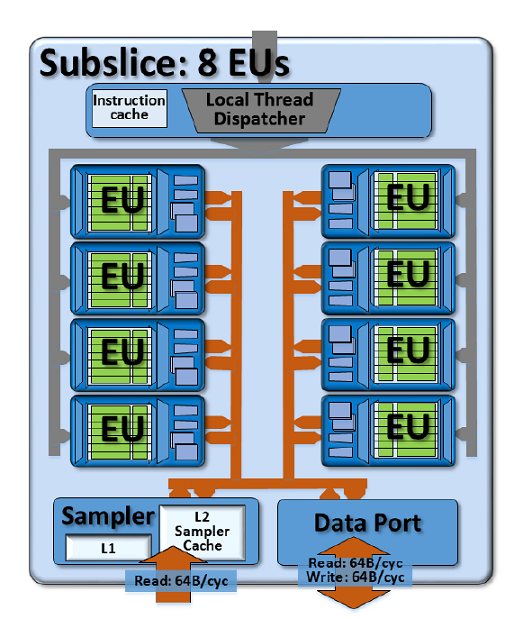 Subslice: 8 EUs
Instruction
cache
Local Thread
Dispatcher
EU
EU
EU
EU
EU
EU
EU
EU
Sampler
L1
L2
Sampler
Cache
Data Port
Read: 64B/cyc
Read: 64B/cyc
Write: 64B/cyc